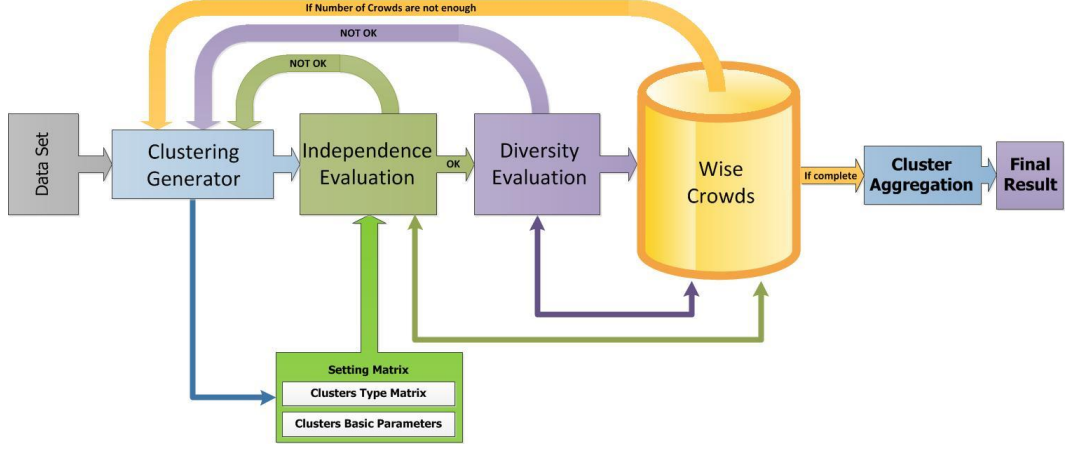 If Number of Crowds are not enough
NOT OK
NOT OK
Data Set
Clustering
Generator
Independence
Evaluation
OK
Diversity
Evaluation
Wise
Crowds
If complete
Cluster
Aggregation
Final
Result
Setting Matrix
Clusters Type Matrix
Clusters Basic Parameters